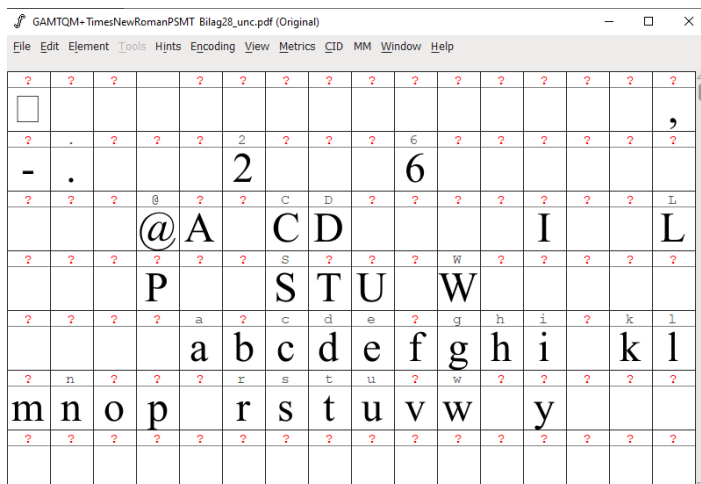 GAMTQM+TimesNewRomanPSMT Bilag28_unc.pdf (Original)
File Edit Element Tools Hints Encoding View Metrics CID MM Window Help
? ? ? ? ? ? ? ? ? ? ? ? ? ? ?
,
? . ? ? ? 2 ? ? ? 6 ? ? ? ? ? ?
- . 2 6
? ? ? @ ? ? C D ? ? ? ? ? ? ? L
@ A C D I L
? ? ? ? ? ? S ? ? ? W ? ? ? ? ?
P S T U W
? ? ? ? a ? c d e ? g h i ? k l
a b c d e f g h i k l
? n ? ? ? r s t u ? w ? ? ? ? ?
m n o p r s t u v w y
? ? ? ? ? ? ? ? ? ? ? ? ? ? ? ?